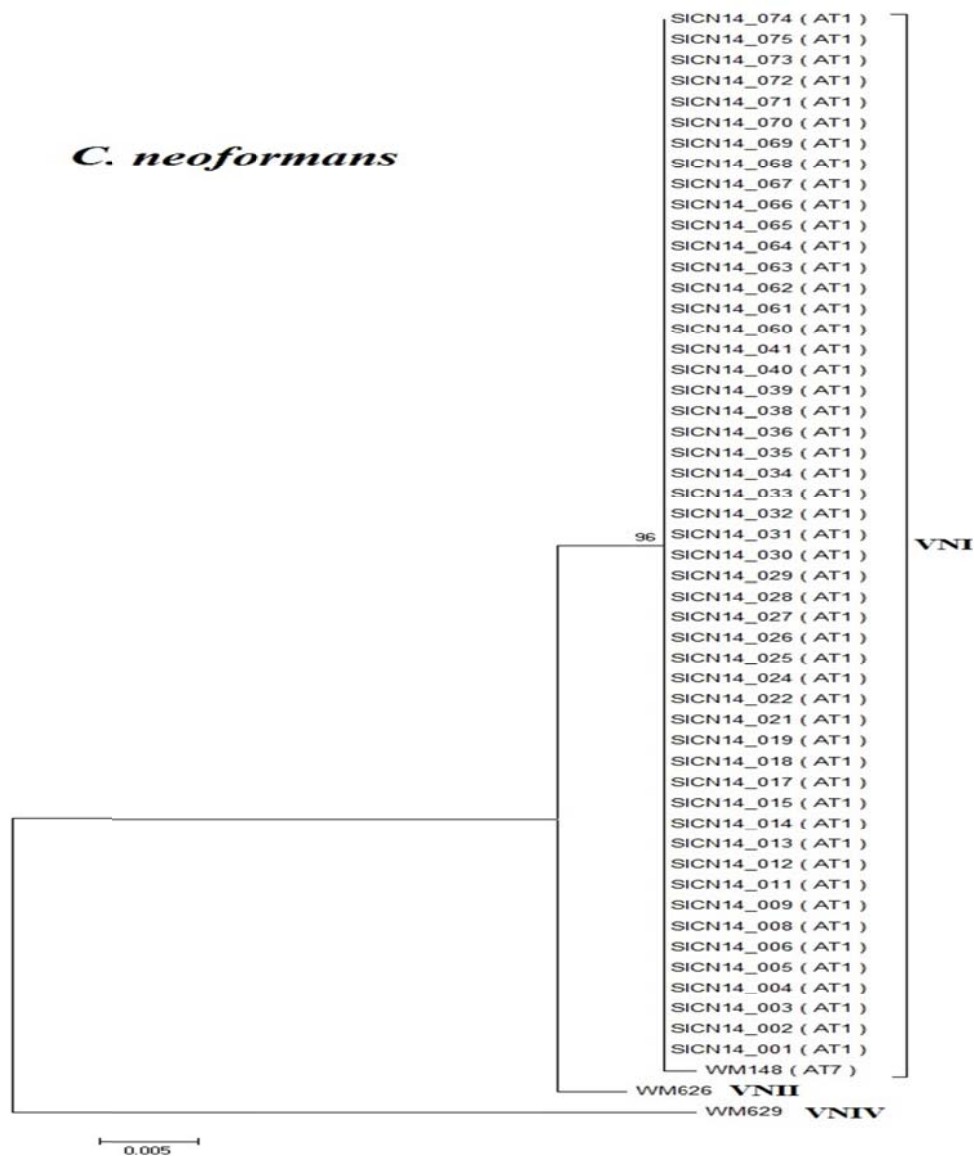 SICN14_074 ( AT1 )
SICN14_075 ( AT1 )
SICN14_073 ( AT1 )
SICN14_072 ( AT1 )
SICN14_071 ( AT1 )
SICN14_070 ( AT1 )
C. neoformans
SICN14_069 ( AT1 )
SICN14_068 ( AT1 )
SICN14_067 ( AT1 )
SICN14_066 ( AT1 )
SICN14_065 ( AT1 )
SICN14_064 ( AT1 )
SICN14_063 ( AT1 )
SICN14_062 ( AT1 )
SICN14_061 ( AT1 )
SICN14_060 ( AT1 )
SICN14_041 ( AT1 )
SICN14_040 ( AT1 )
SICN14_039 ( AT1 )
SICN14_038 ( AT1 )
SICN14_036 ( AT1 )
SICN14_035 ( AT1 )
SICN14_034 ( AT1 )
SICN14_033 ( AT1 )
SICN14_032 ( AT1 )
96
SICN14_031 ( AT1 )
VNI
SICN14_030 ( AT1 )
SICN14_029 ( AT1 )
SICN14_028 ( AT1 )
SICN14_027 ( AT1 )
SICN14_026 ( AT1 )
SICN14_025 ( AT1 )
SICN14_024 ( AT1 )
SICN14_022 ( AT1 )
SICN14_021 ( AT1 )
SICN14_019 ( AT1 )
SICN14_018 ( AT1 )
SICN14_017 ( AT1 )
SICN14_015 ( AT1 )
SICN14_014 ( AT1 )
SICN14_013 ( AT1 )
SICN14_012 ( AT1 )
SICN14_011 ( AT1 )
SICN14_009 ( AT1 )
SICN14_008 ( AT1 )
SICN14_006 ( AT1 )
SICN14_005 ( AT1 )
SICN14_004 ( AT1 )
SICN14_003 ( AT1 )
SICN14_002 ( AT1 )
SICN14_001 ( AT1 )
WM148 ( AT7 )
WM626 VNII
WM629 VNIV
0.005